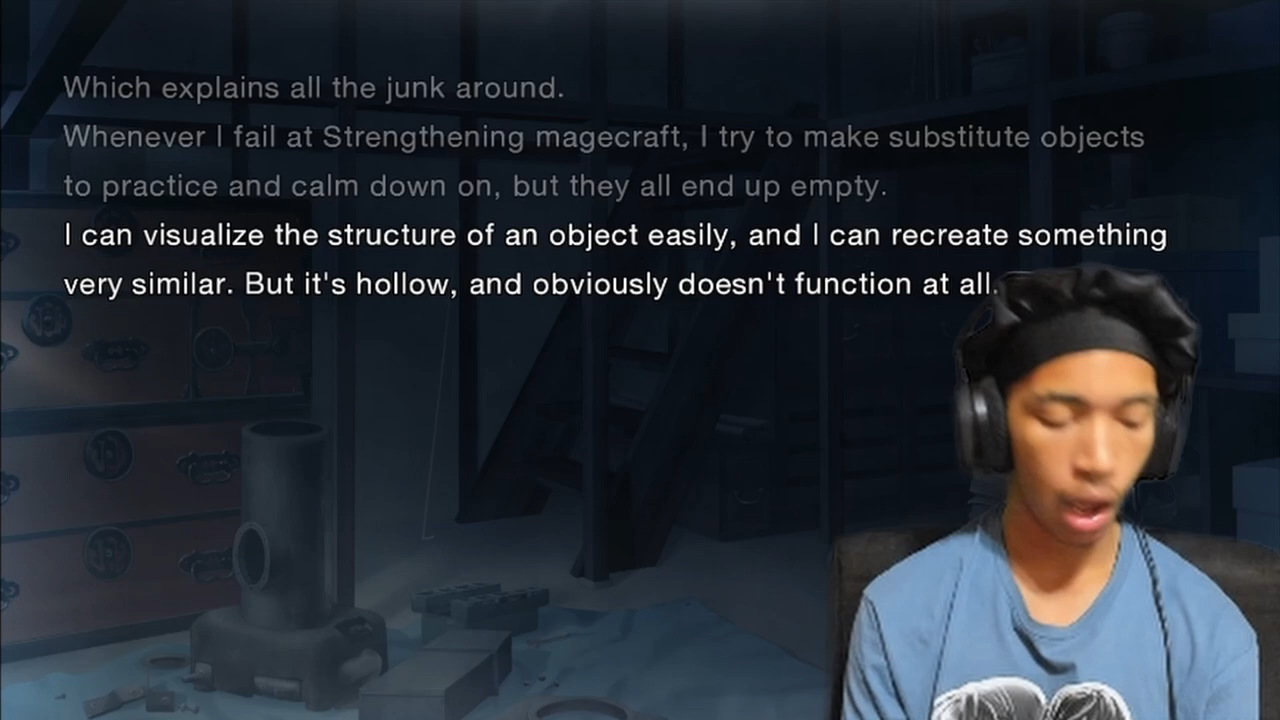 Which explains all the junk around.
Whenever I fail at Strengthening magecraft, I try to make substitute objects
to practice and calm down on, but they all end up empty.
I can visualize the structure of an object easily, and I can recreate something
very similar. But it's hollow, and obviously doesn't function at all.